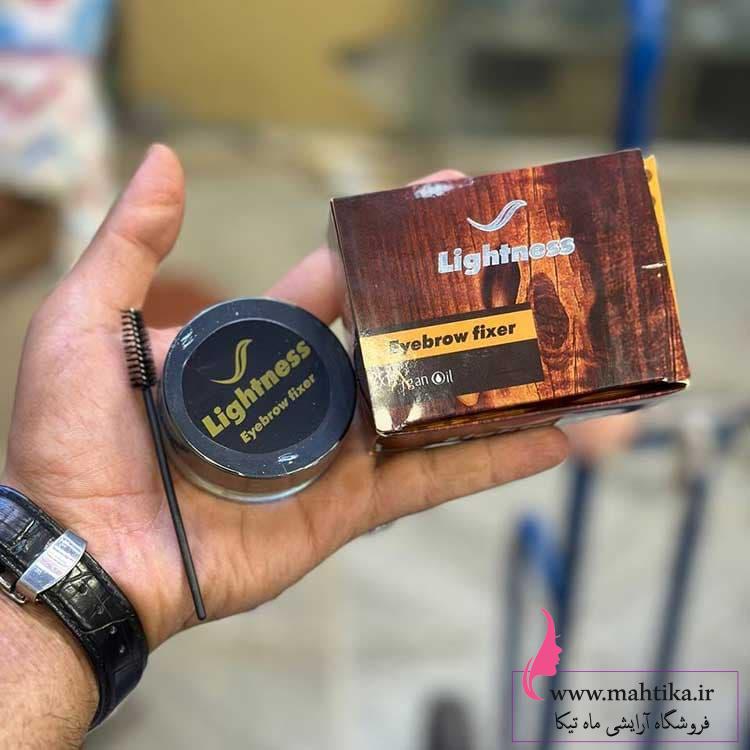 Lightness
Eyebrow fixer
Argan Oil
Lightness
Eyebrow fixer
www.mahtika.ir
فروشگاه آرایشی ماه تیکا